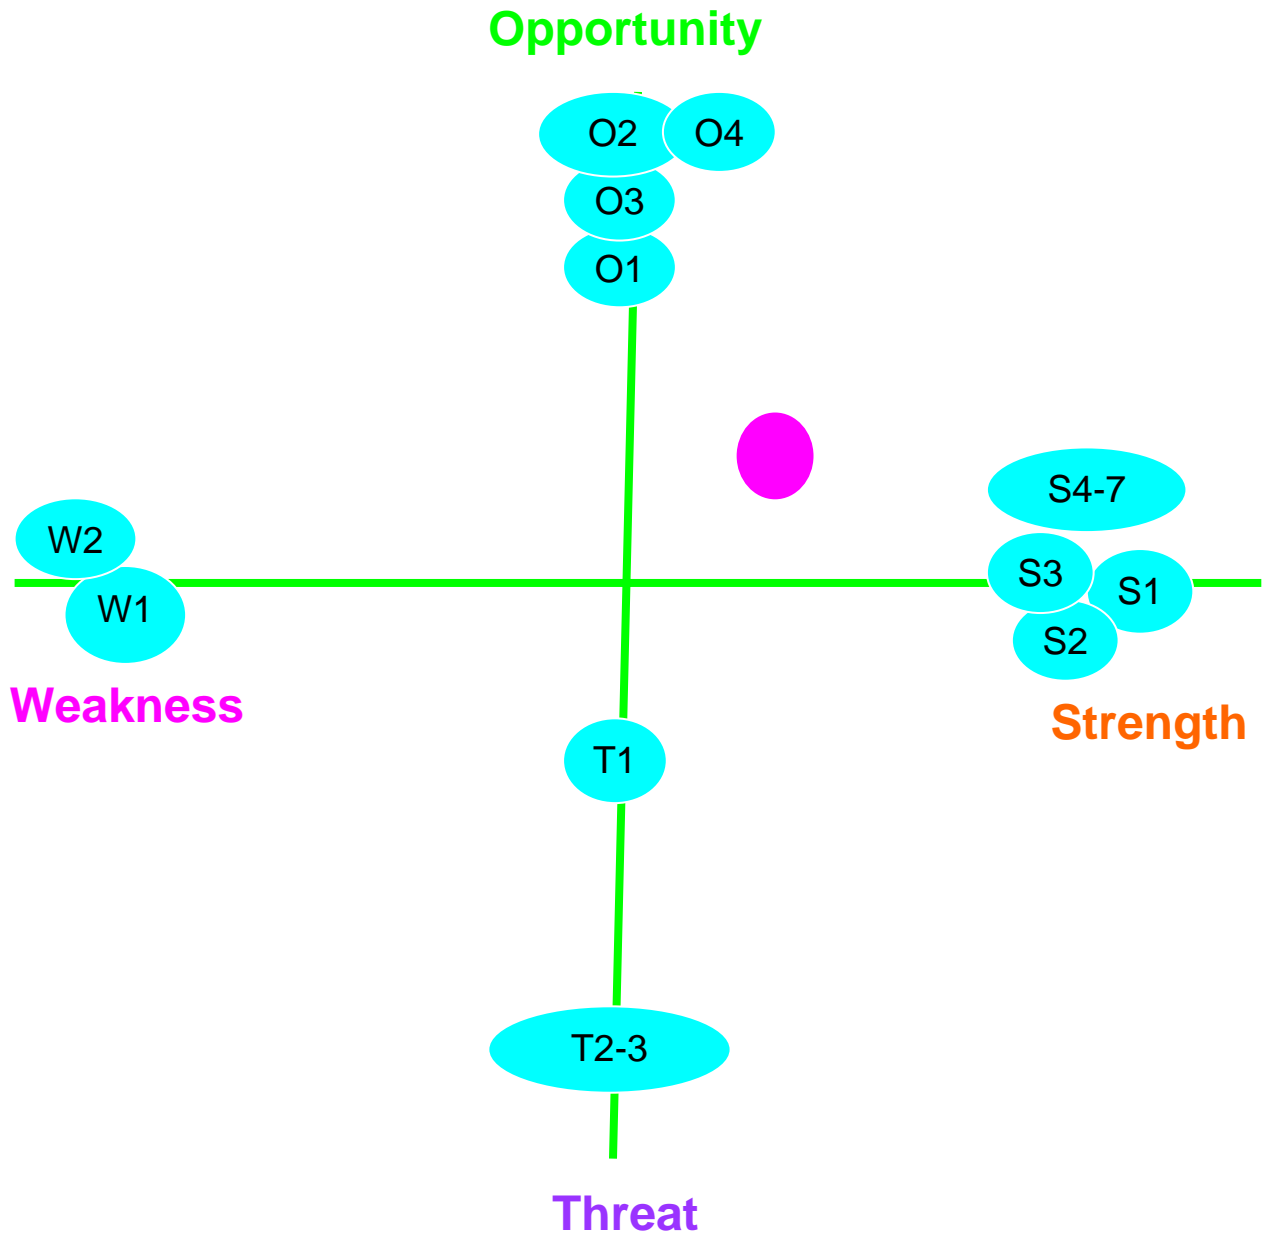 Opportunity
O2 O4
O3
O1
S4-7
W2
S3 S1
W1
S2
Weakness
Strength
T1
T2-3
Threat